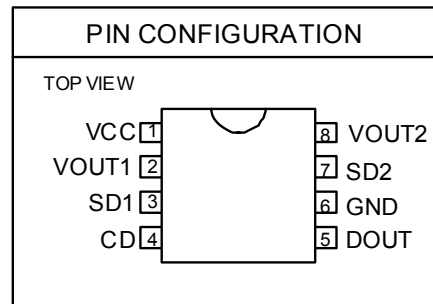 PIN CONFIGURATION
TOP VIEW
VCC 1 8 VOUT2
VOUT1 2 7 SD2
SD1 3 6 GND
CD 4 5 DOUT